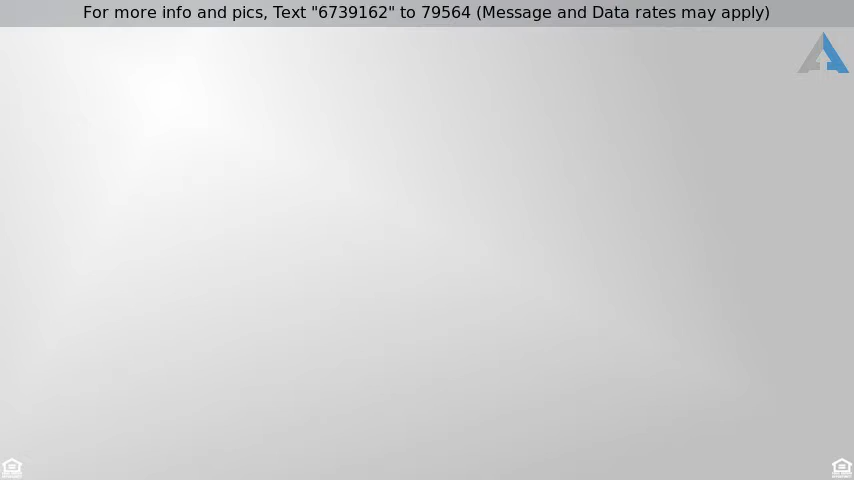 For more info and pics, Text "6739162" to 79564 (Message and Data rates may apply)